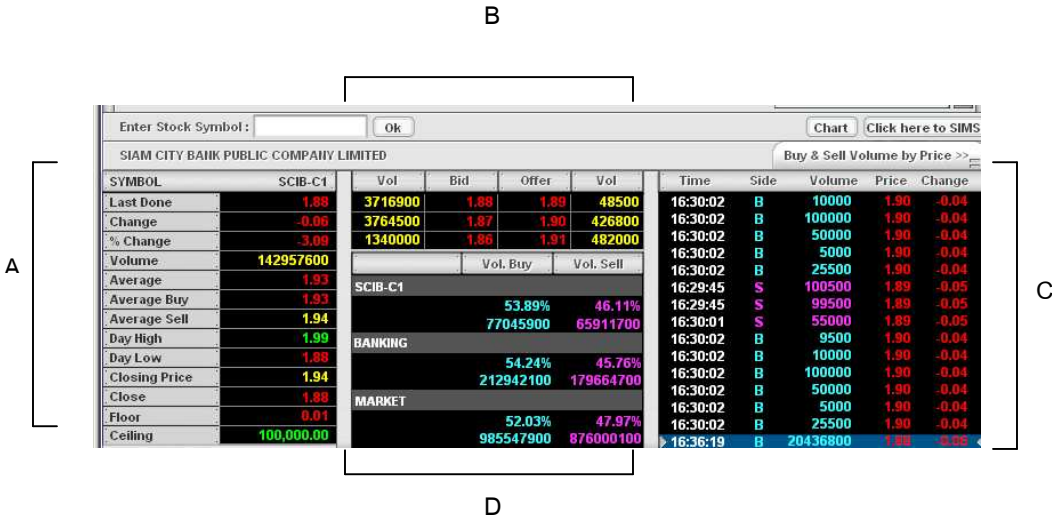 B
Enter Stock Symbol : Ok Chart Click here to SIMS
SIAM CITY BANK PUBLIC COMPANY LIMITED Buy & Sell Volume by Price >>
A
SYMBOL SCIB-C1
Last Done 1.88
Change -0.06
% Change -3.09
Volume 142957600
Average 1.93
Average Buy 1.93
Average Sell 1.94
Day High 1.99
Day Low 1.88
Closing Price 1.94
Close 1.88
Floor 0.01
Ceiling 100,000.00
Vol Bid Offer Vol
3716900 1.88 1.89 48500
3764500 1.87 1.90 426800
1340000 1.86 1.91 482000
Vol. Buy Vol. Sell
SCIB-C1
53.89% 46.11%
77045900 65911700
BANKING
54.24% 45.76%
212942100 179664700
MARKET
52.03% 47.97%
985547900 876000100
Time Side Volume Price Change
16:30:02 B 10000 1.90 -0.04
16:30:02 B 100000 1.90 -0.04
16:30:02 B 50000 1.90 -0.04
16:30:02 B 5000 1.90 -0.04
16:30:02 B 25500 1.90 -0.04
16:29:45 S 100500 1.89 -0.05
16:29:45 S 99500 1.89 -0.05
16:30:01 S 55000 1.89 -0.05
16:30:02 B 9500 1.90 -0.04
16:30:02 B 10000 1.90 -0.04
16:30:02 B 100000 1.90 -0.04
16:30:02 B 50000 1.90 -0.04
16:30:02 B 5000 1.90 -0.04
16:30:02 B 25500 1.90 -0.04
16:36:19 B 20436800 1.88 -0.06
C
D